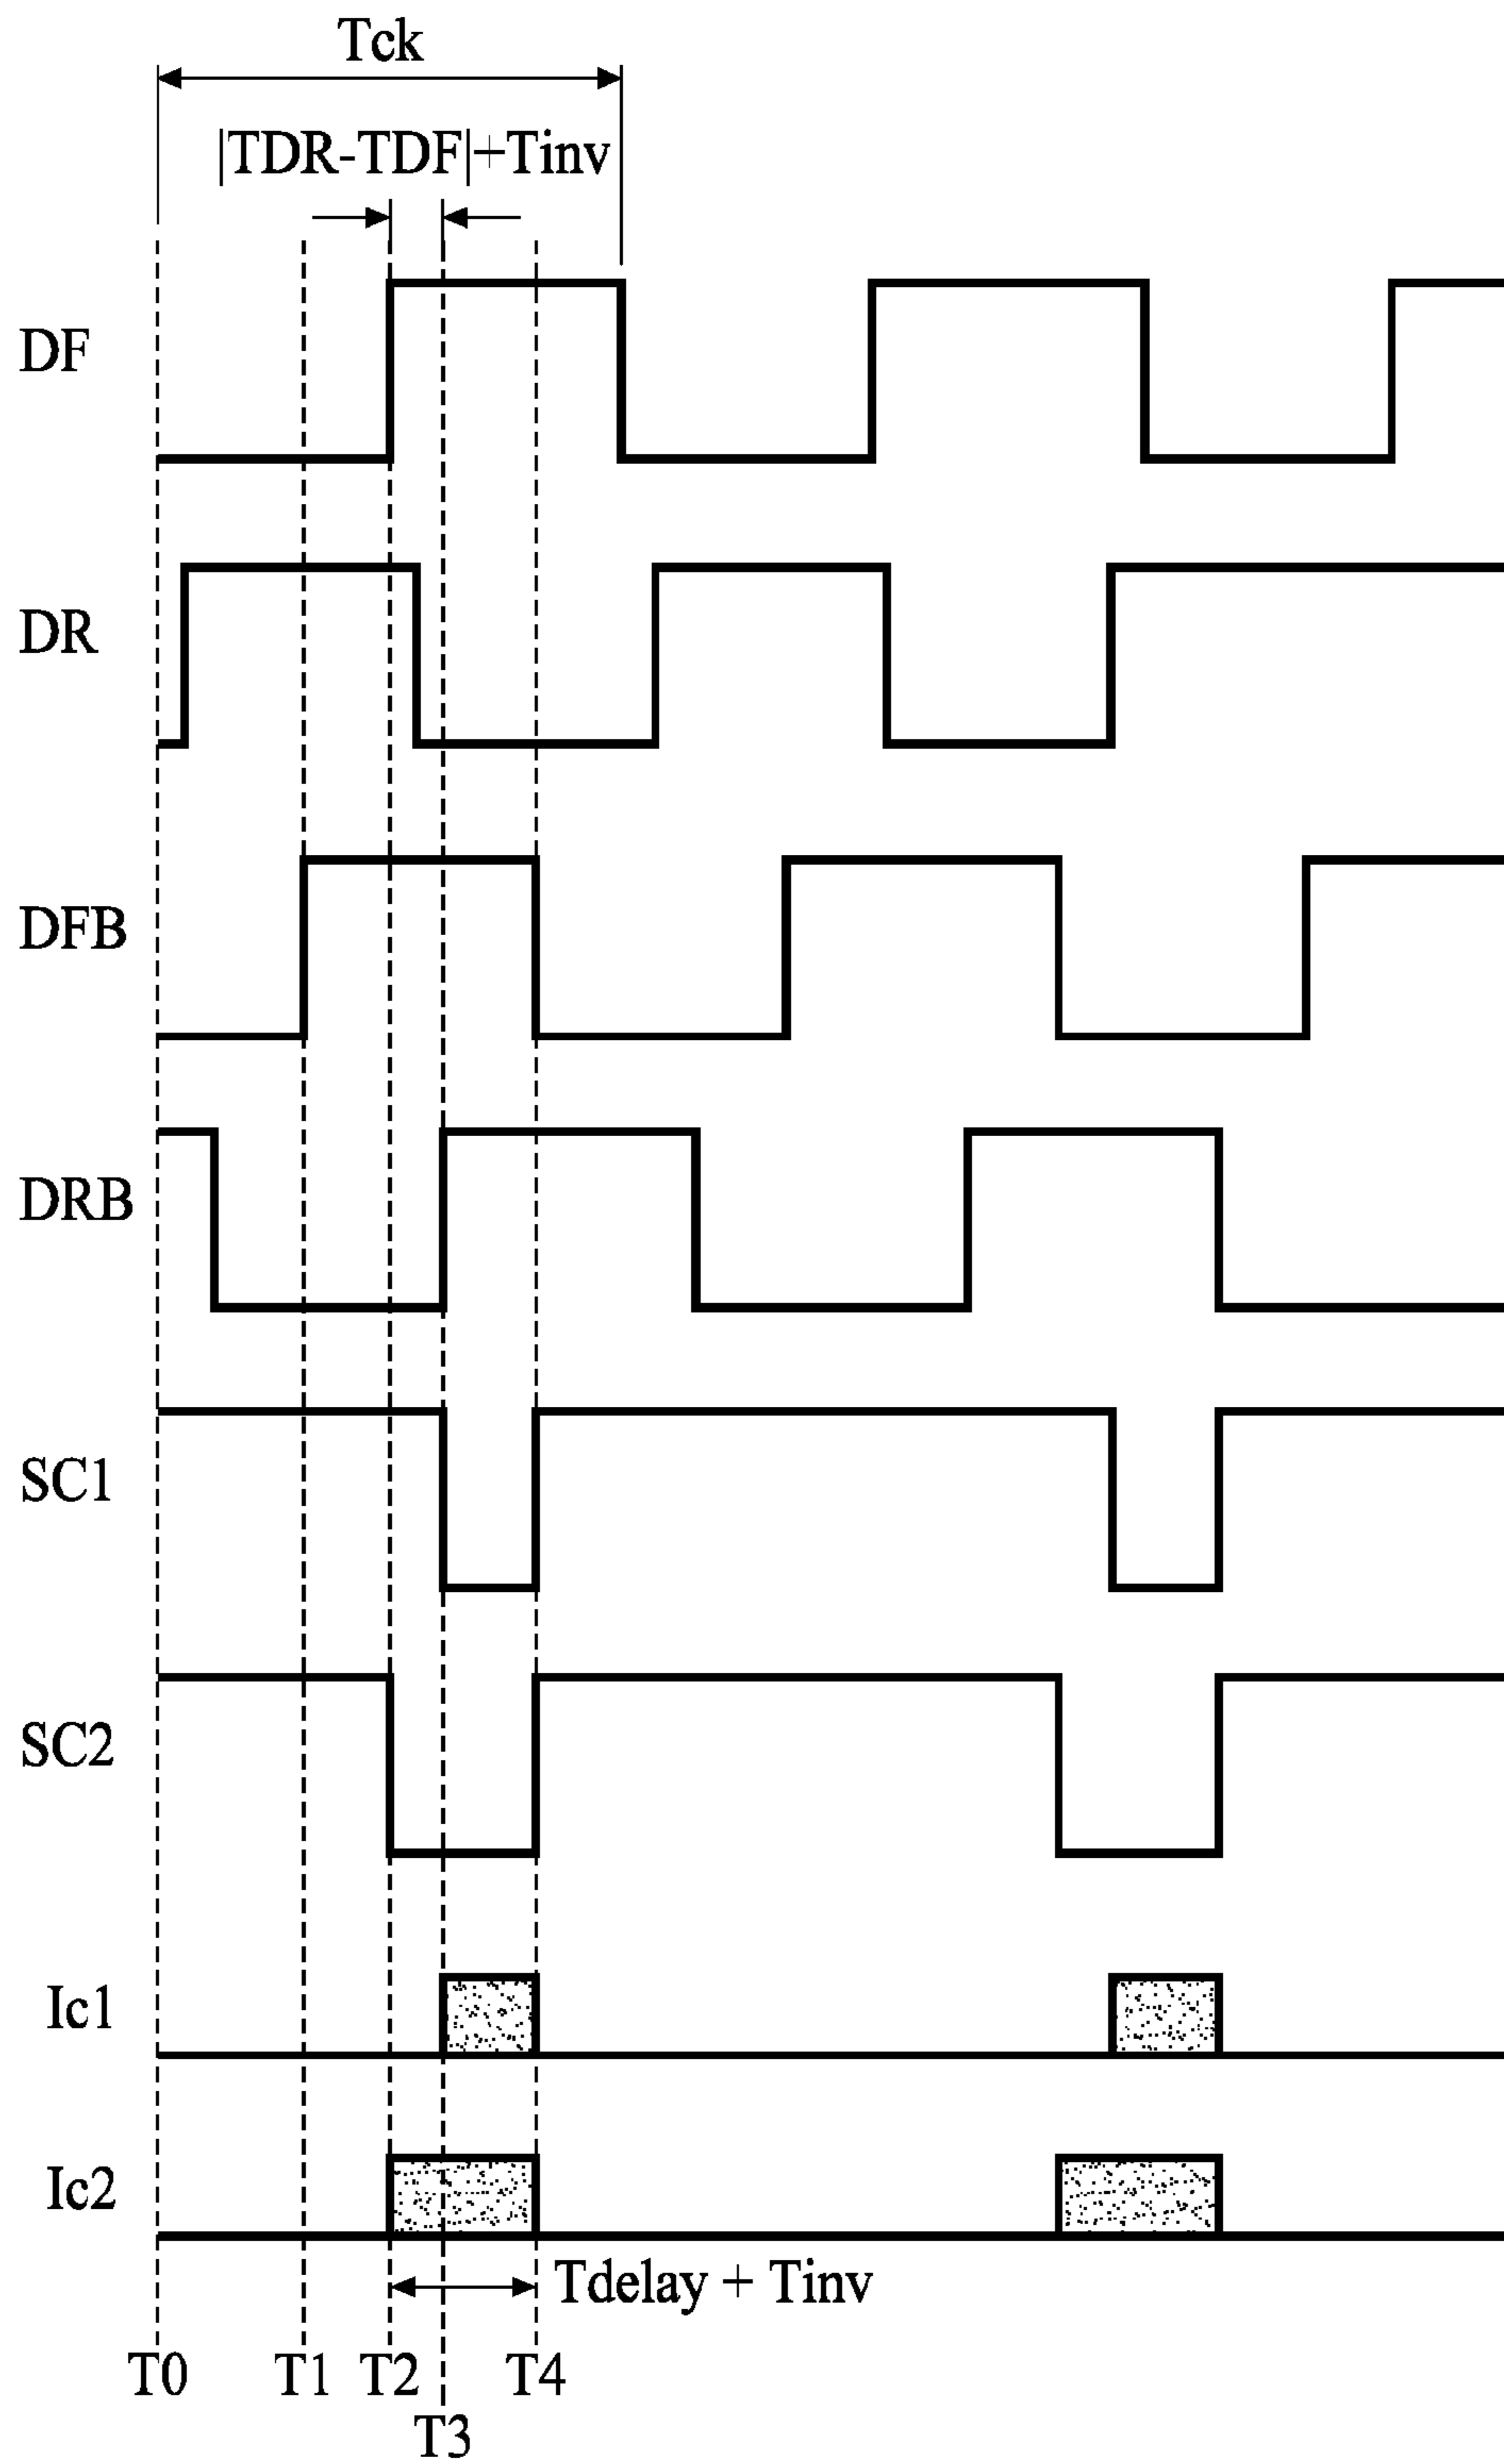 Tck
|TDR-TDF|+Tinv
DF
DR
DFB
DRB
SC1
SC2
Ic1
Ic2
Tdelay + Tinv
T0 T1 T2 T4
T3